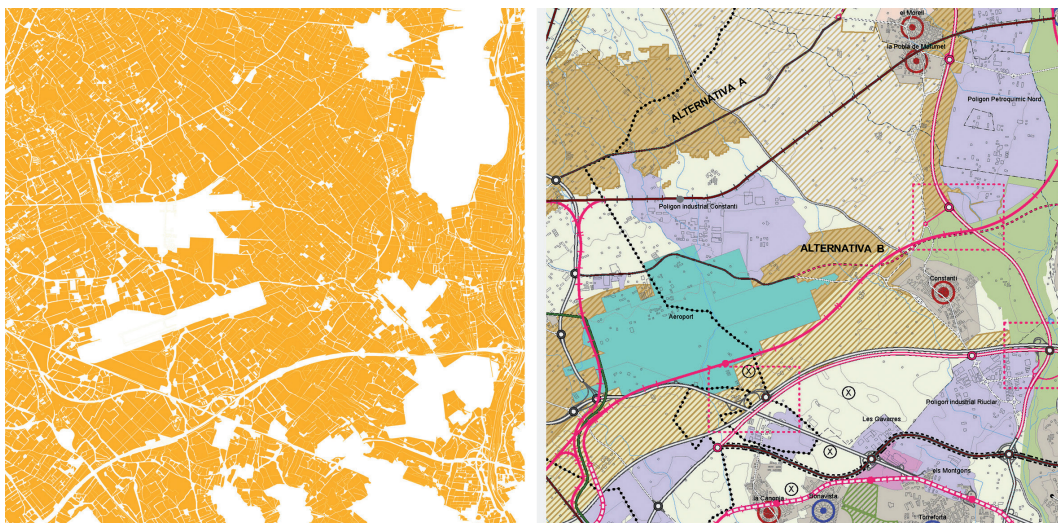 el Morell
la Pobla de Mafumet
ALTERNATIVA A
Polígon Petroquímic Nord
Polígon industrial Constantí
ALTERNATIVA B
Constantí
Aeroport
X
X
Polígon industrial Riuclar
Les Gavarres
X
els Montgons
X
la Canonja
Bonavista
Torreforta